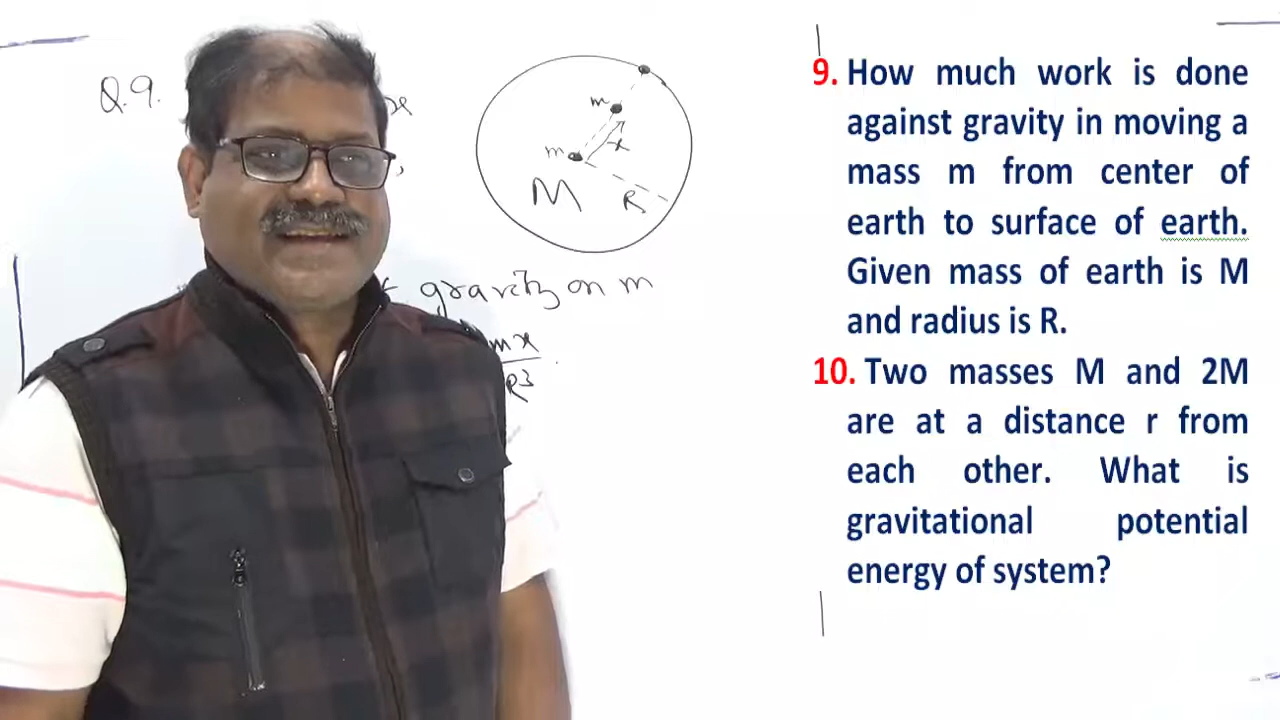 Q.9.
m
m
x
M
R
gravity on m
mx
R3
9. How much work is done
against gravity in moving a
mass m from center of
earth to surface of earth.
Given mass of earth is M
and radius is R.
10. Two masses M and 2M
are at a distance r from
each other. What is
gravitational potential
energy of system?